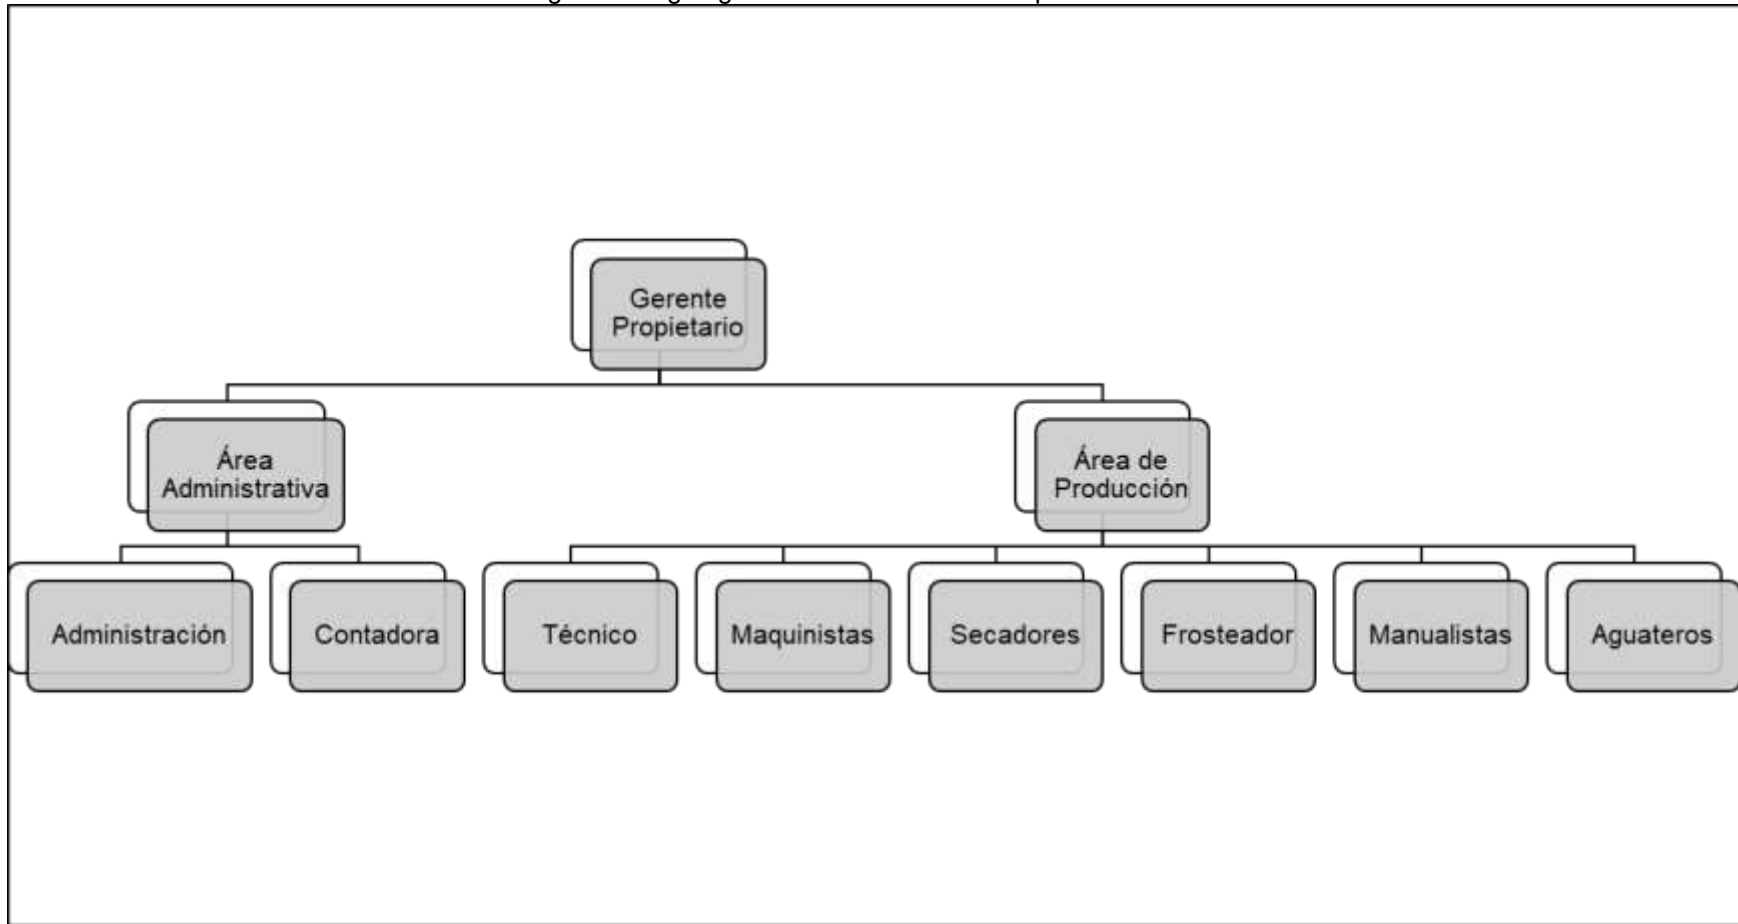 Gerente
Propietario
Área
Administrativa
Área de
Producción
Administración
Contadora
Técnico
Maquinistas
Secadores
Frosteador
Manualistas
Aguateros